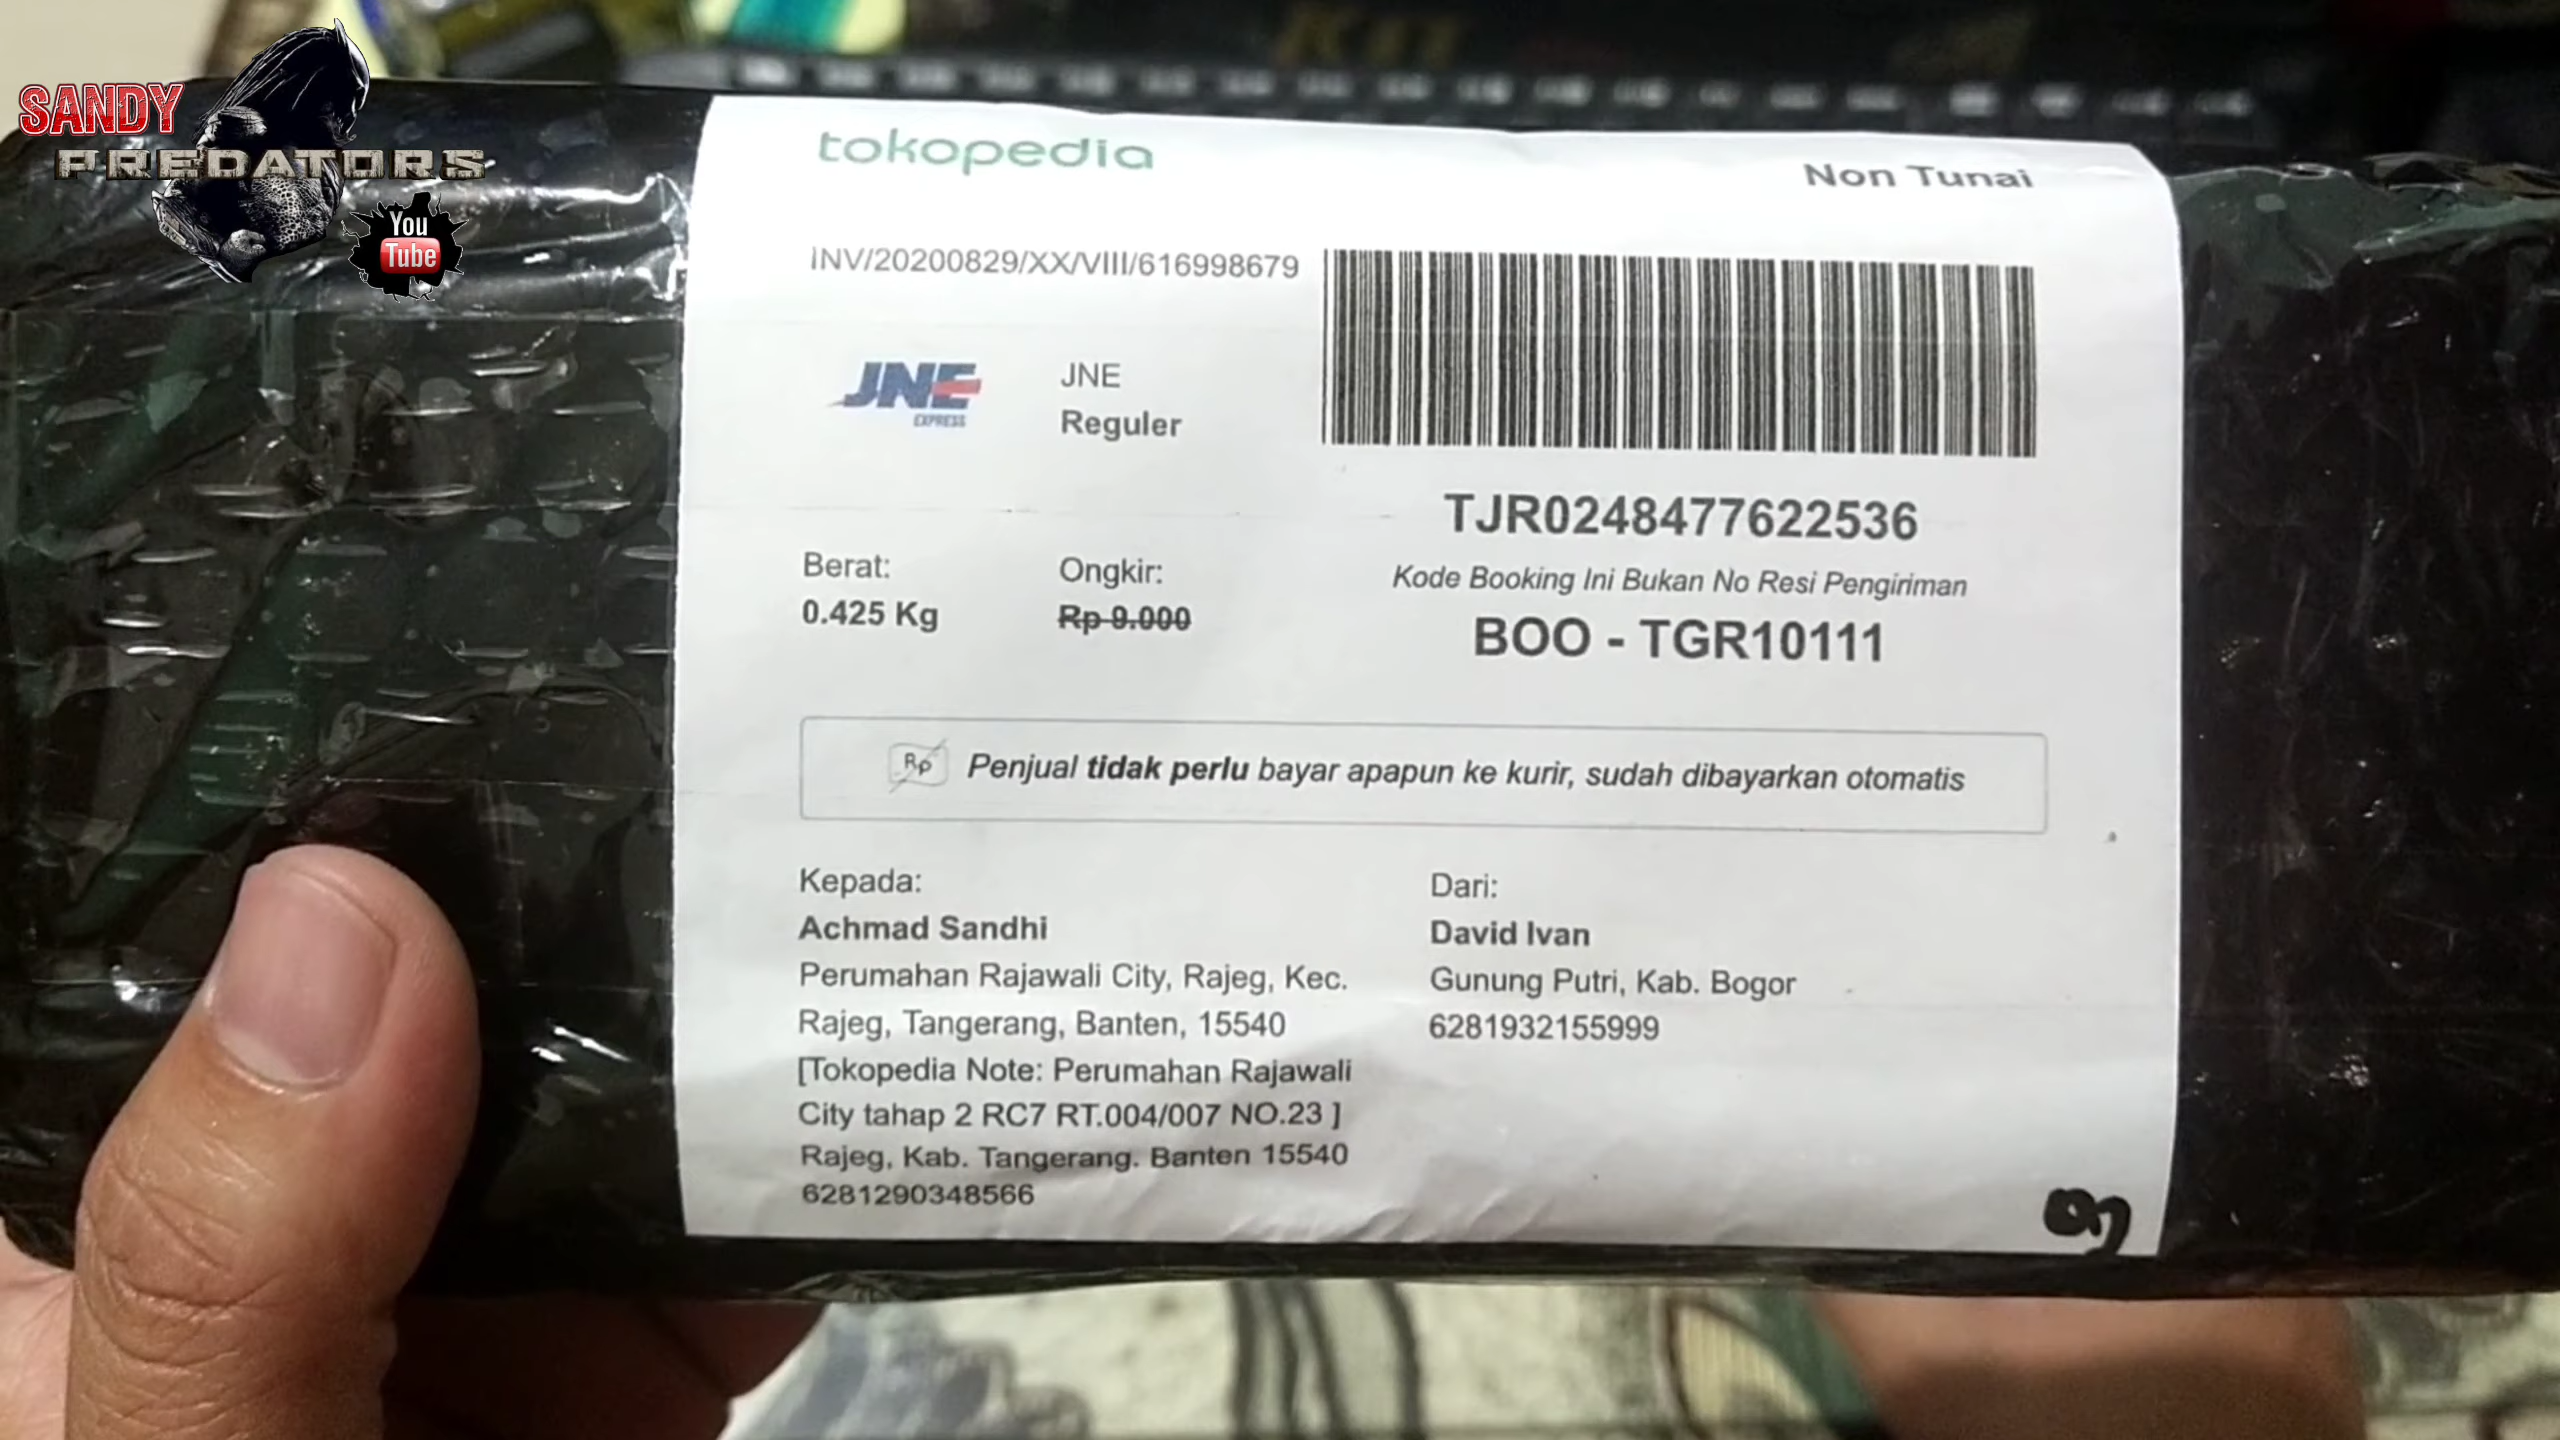 SANDY
PREDATORS
You
Tube
tokopedia
Non Tunai
INV/20200829/XX/VIII/616998679
JNE
EXPRESS
JNE
Reguler
TJR0248477622536
Kode Booking Ini Bukan No Resi Pengiriman
BOO - TGR10111
Berat:
0.425 Kg
Ongkir:
Rp 9.000
Rp
Penjual tidak perlu bayar apapun ke kurir, sudah dibayarkan otomatis
Kepada:
Achmad Sandhi
Perumahan Rajawali City, Rajeg, Kec.
Rajeg, Tangerang, Banten, 15540
[Tokopedia Note: Perumahan Rajawali
City tahap 2 RC7 RT.004/007 NO.23 ]
Rajeg, Kab. Tangerang. Banten 15540
6281290348566
Dari:
David Ivan
Gunung Putri, Kab. Bogor
6281932155999